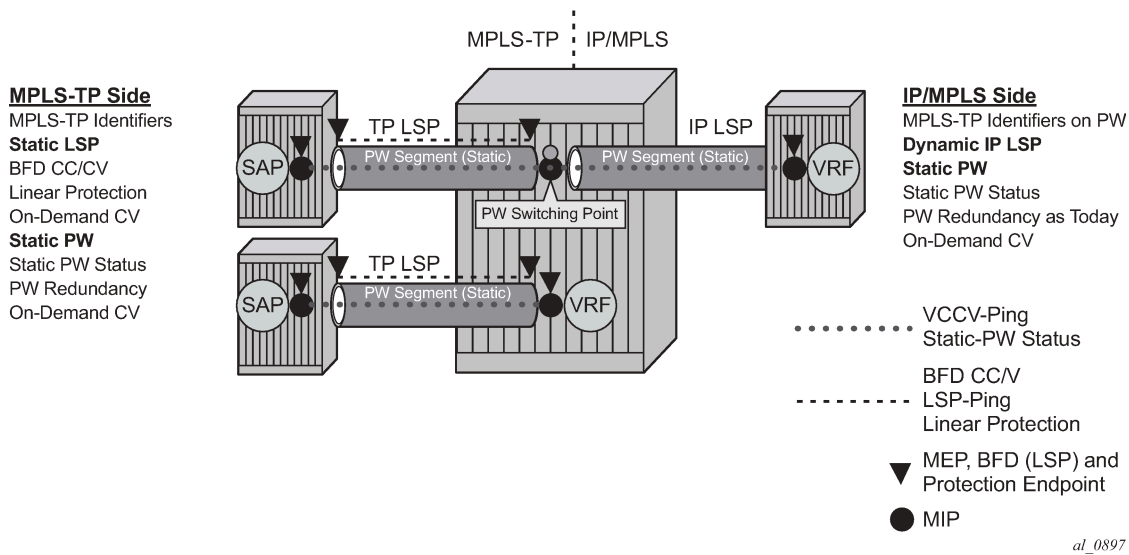 MPLS-TP
IP/MPLS
MPLS-TP Side
MPLS-TP Identifiers
Static LSP
BFD CC/CV
Linear Protection
On-Demand CV
Static PW
Static PW Status
PW Redundancy
On-Demand CV
TP LSP
SAP
PW Segment (Static)
PW Switching Point
IP LSP
PW Segment (Static)
VRF
TP LSP
SAP
PW Segment (Static)
VRF
IP/MPLS Side
MPLS-TP Identifiers on PW
Dynamic IP LSP
Static PW
Static PW Status
PW Redundancy as Today
On-Demand CV
VCCV-Ping
Static-PW Status
BFD CC/V
LSP-Ping
Linear Protection
MEP, BFD (LSP) and
Protection Endpoint
MIP
al_0897